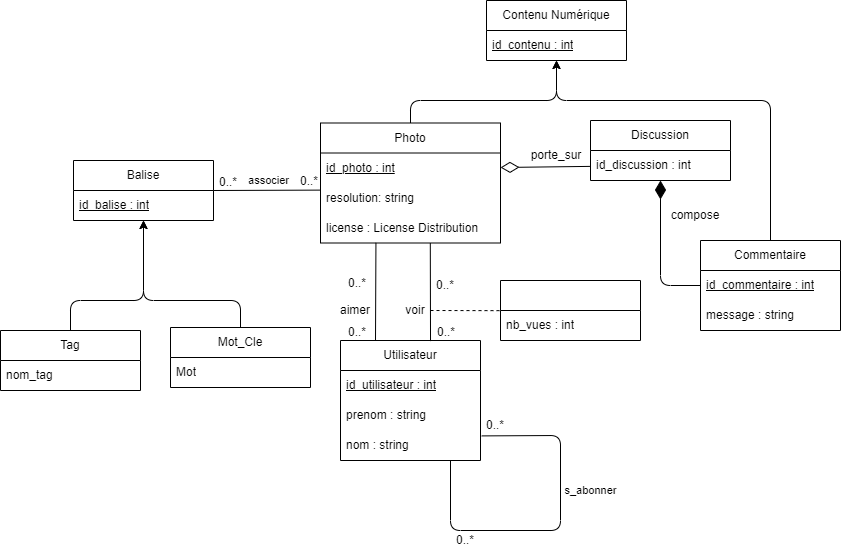 Contenu Numérique
id_contenu : int
Photo
id_photo : int
resolution: string
license : License Distribution
porte_sur
Discussion
id_discussion : int
Balise
id_balise : int
0..*
associer
0..*
compose
Commentaire
id_commentaire : int
message : string
0..*
0..*
aimer
voir
nb_vues : int
0..*
0..*
Tag
nom_tag
Mot_Cle
Mot
Utilisateur
id_utilisateur : int
prenom : string
nom : string
0..*
s_abonner
0..*